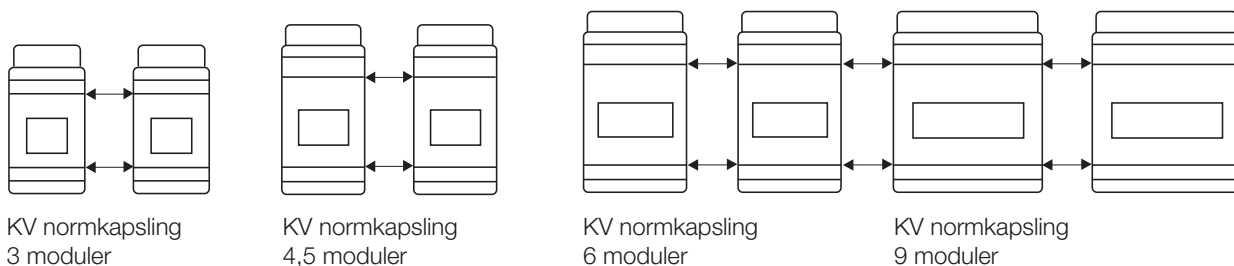 KV normkapsling
3 moduler
KV normkapsling
4,5 moduler
KV normkapsling
6 moduler
KV normkapsling
9 moduler